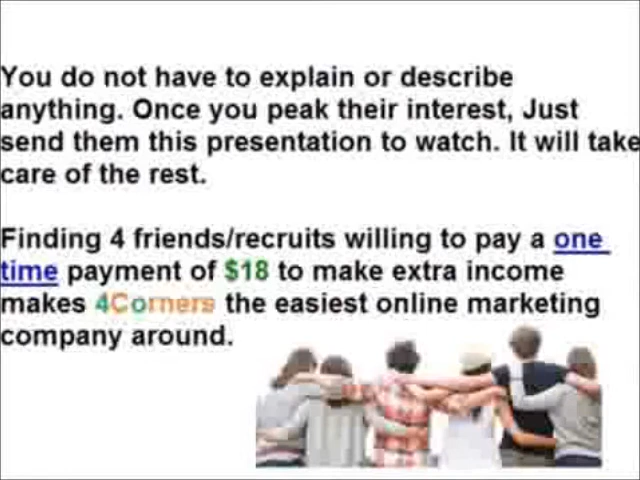 You do not have to explain or describe
anything. Once you peak their interest, Just
send them this presentation to watch. It will take
care of the rest.
Finding 4 friends/recruits willing to pay a one
time payment of $18 to make extra income
makes 4Corners the easiest online marketing
company around.